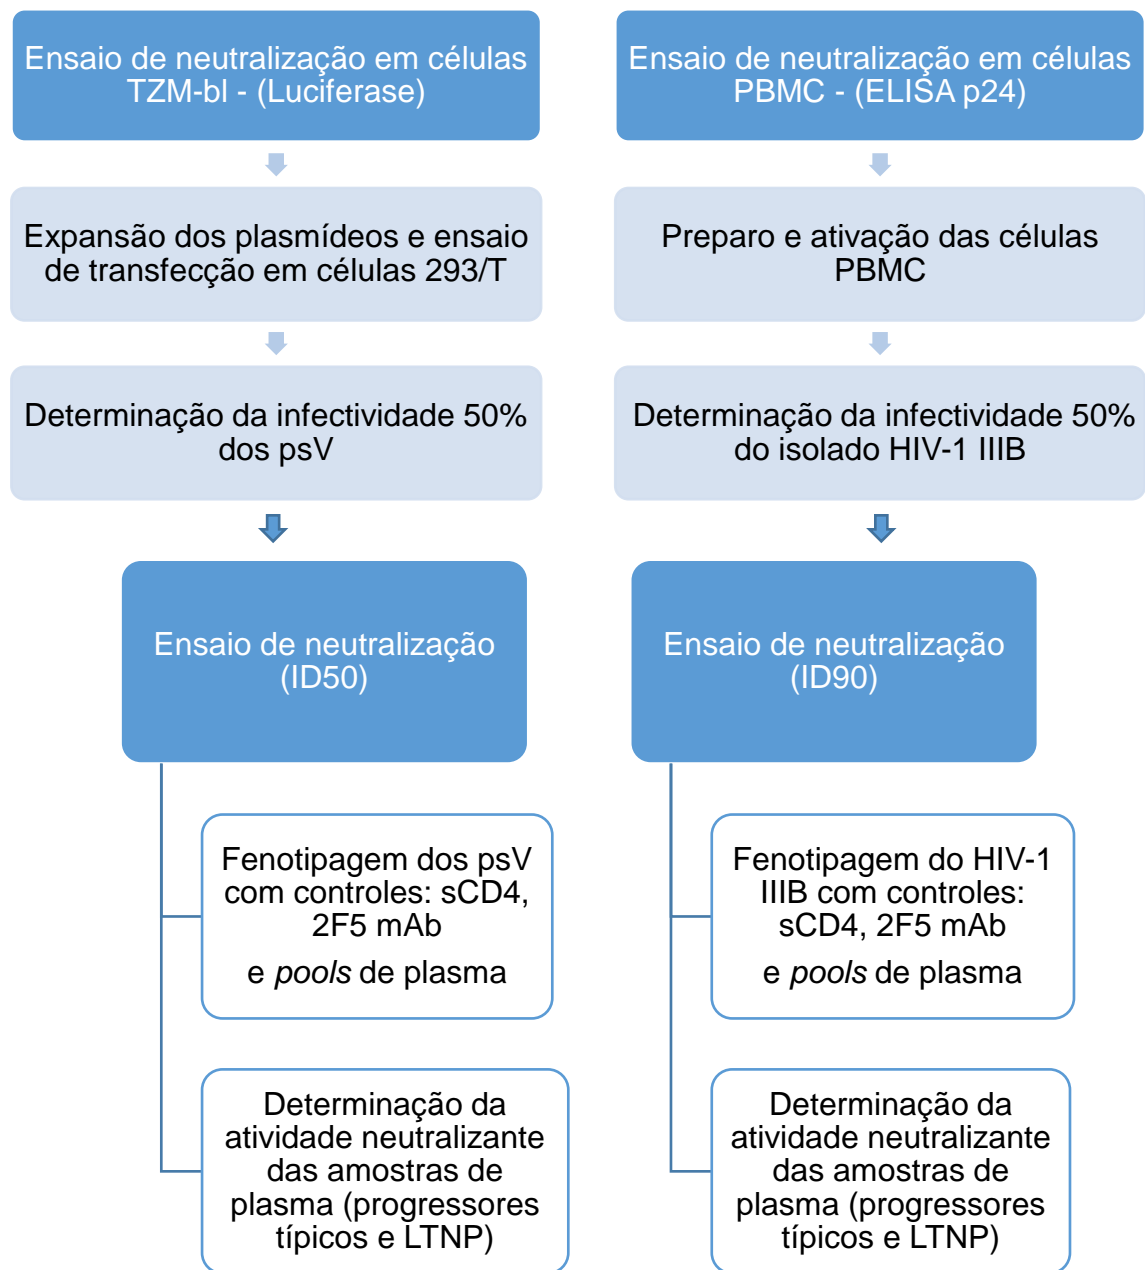 Ensaio de neutralização em células
TZM-bl - (Luciferase)
Expansão dos plasmídeos e ensaio
de transfecção em células 293/T
Determinação da infectividade 50%
dos psV
Ensaio de neutralização
(ID50)
Fenotipagem dos psV
com controles: sCD4,
2F5 mAb
e pools de plasma
Determinação da
atividade neutralizante
das amostras de
plasma (progressores
típicos e LTNP)
Ensaio de neutralização em células
PBMC - (ELISA p24)
Preparo e ativação das células
PBMC
Determinação da infectividade 50%
do isolado HIV-1 IIIB
Ensaio de neutralização
(ID90)
Fenotipagem do HIV-1
IIIB com controles:
sCD4, 2F5 mAb
e pools de plasma
Determinação da
atividade neutralizante
das amostras de
plasma (progressores
típicos e LTNP)